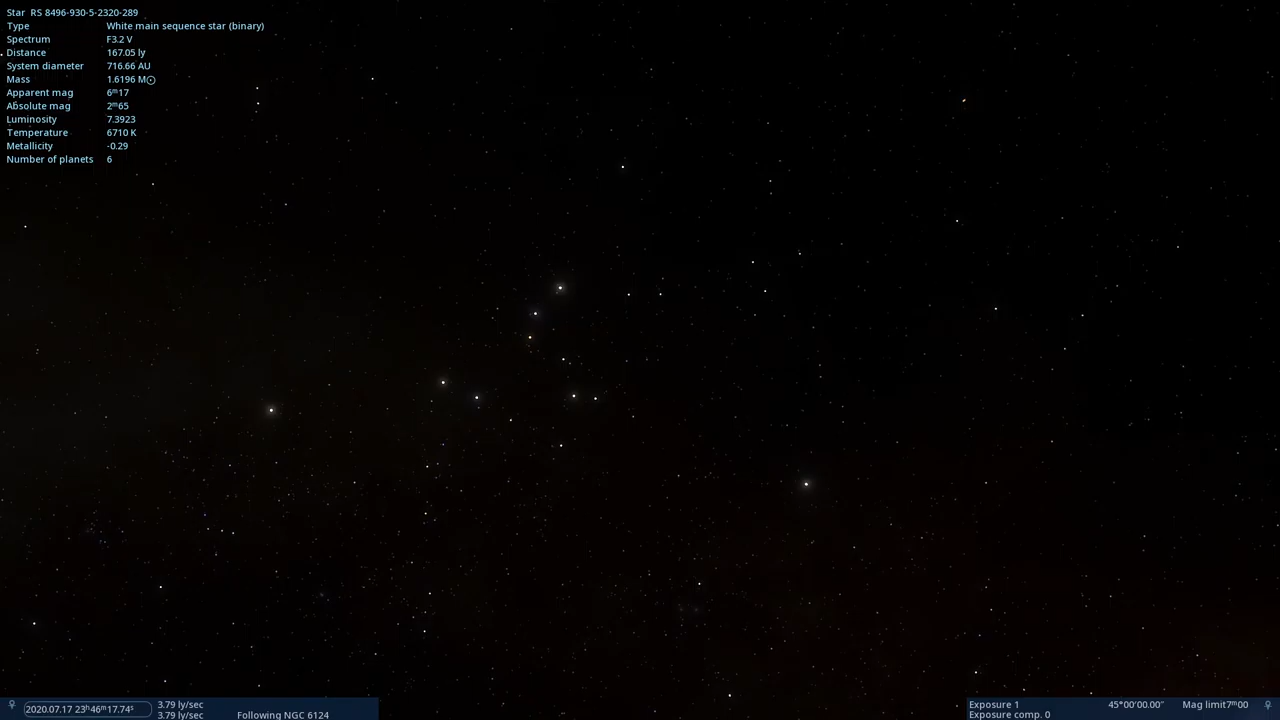 Star RS 8496-930-5-2320-289
Type White main sequence star (binary)
Spectrum F3.2 V
Distance 167.05 ly
System diameter 716.66 AU
Mass 1.6196 M☉
Apparent mag 6ᵐ17
Absolute mag 2ᵐ65
Luminosity 7.3923
Temperature 6710 K
Metallicity -0.29
Number of planets 6
2020.07.17 23ʰ46ᵐ17.74ˢ
3.79 ly/sec
3.79 ly/sec Following NGC 6124
Exposure 1 45°00′00.00″ Mag limit7ᵐ00
Exposure comp. 0